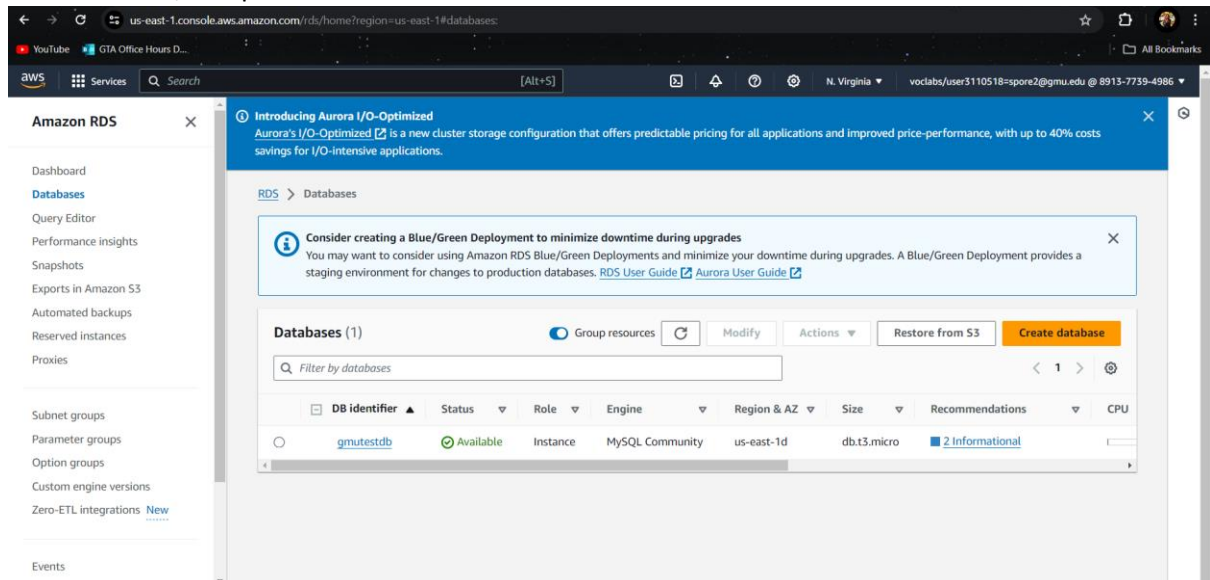 us-east-1.console.aws.amazon.com/rds/home?region=us-east-1#databases:
YouTube GTA Office Hours D... All Bookmarks
aws Services Search [Alt+S] N. Virginia ▼ voclabs/user3110518=spore2@gmu.edu @ 8913-7739-4986 ▼
Amazon RDS
Dashboard
Databases
Query Editor
Performance insights
Snapshots
Exports in Amazon S3
Automated backups
Reserved instances
Proxies
Subnet groups
Parameter groups
Option groups
Custom engine versions
Zero-ETL integrations New
Events
Introducing Aurora I/O-Optimized
Aurora's I/O-Optimized is a new cluster storage configuration that offers predictable pricing for all applications and improved price-performance, with up to 40% costs
savings for I/O-intensive applications.
RDS > Databases
Consider creating a Blue/Green Deployment to minimize downtime during upgrades
You may want to consider using Amazon RDS Blue/Green Deployments and minimize your downtime during upgrades. A Blue/Green Deployment provides a
staging environment for changes to production databases. RDS User Guide Aurora User Guide
Databases (1) Group resources Modify Actions ▼ Restore from S3 Create database
Filter by databases < 1 >
DB identifier Status Role Engine Region & AZ Size Recommendations CPU
gmutestdb Available Instance MySQL Community us-east-1d db.t3.micro 2 Informational